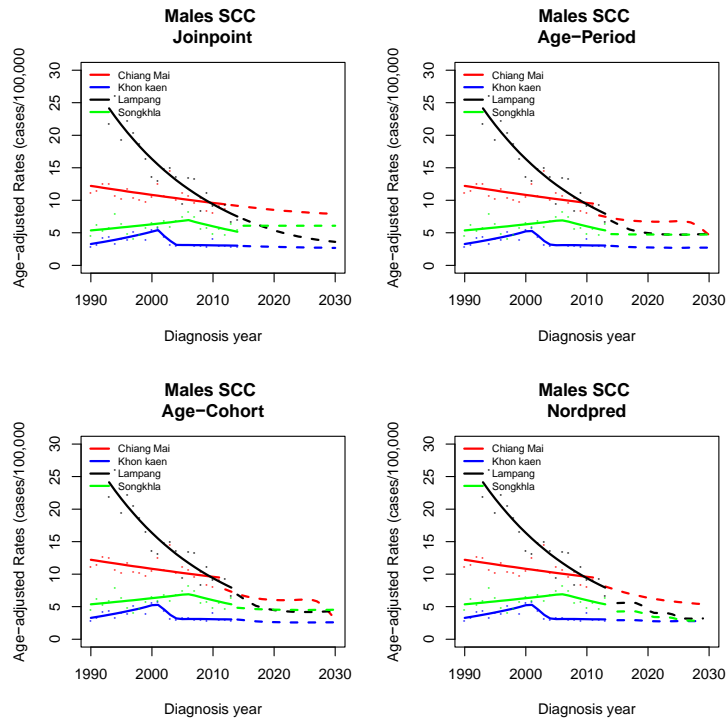 Males SCC
Joinpoint
Age-adjusted Rates (cases/100,000
30
25
20
15
10
5
0
Chiang Mai
Khon kaen
Lampang
Songkhla
1990 2000 2010 2020 2030
Diagnosis year
Males SCC
Age−Period
Age-adjusted Rates (cases/100,000
30
25
20
15
10
5
0
Chiang Mai
Khon kaen
Lampang
Songkhla
1990 2000 2010 2020 2030
Diagnosis year
Males SCC
Age−Cohort
Age-adjusted Rates (cases/100,000
30
25
20
15
10
5
0
Chiang Mai
Khon kaen
Lampang
Songkhla
1990 2000 2010 2020 2030
Diagnosis year
Males SCC
Nordpred
Age-adjusted Rates (cases/100,000
30
25
20
15
10
5
0
Chiang Mai
Khon kaen
Lampang
Songkhla
1990 2000 2010 2020 2030
Diagnosis year